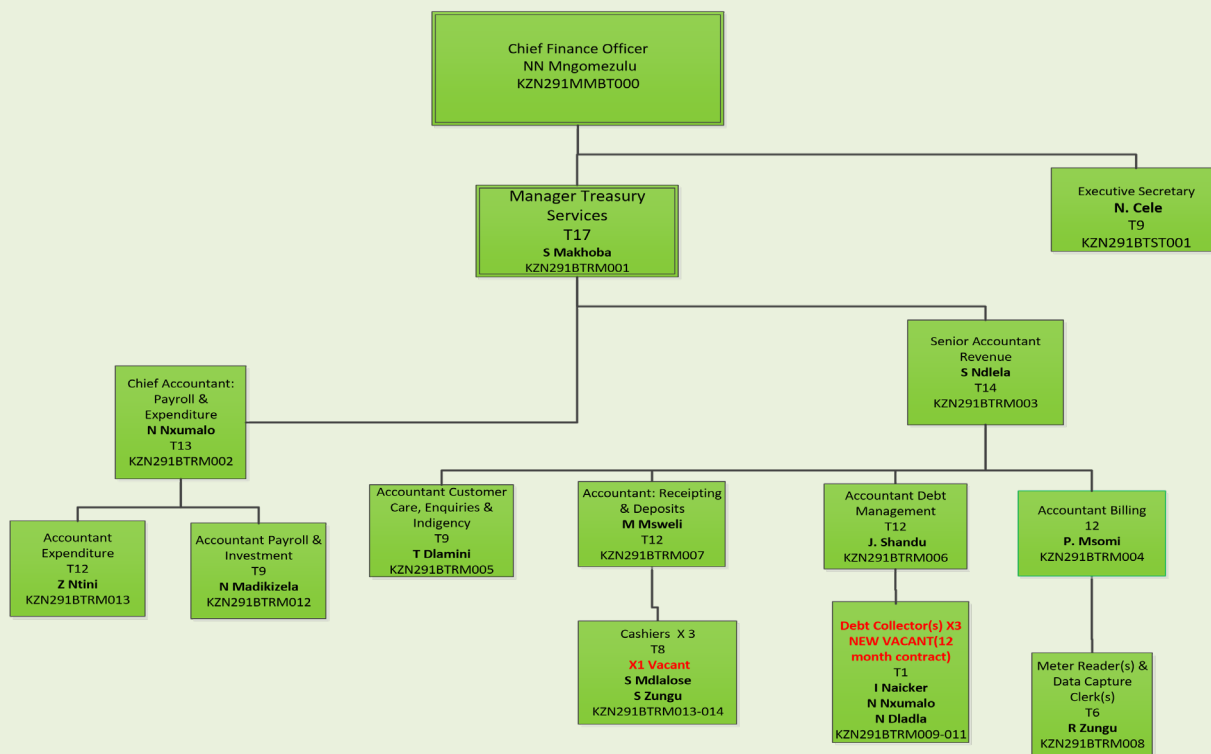 Chief Finance Officer
NN Mngomezulu
KZN291MMBT000
Executive Secretary
N. Cele
T9
KZN291BTST001
Manager Treasury
Services
T17
S Makhoba
KZN291BTRM001
Senior Accountant
Revenue
S Ndlela
T14
KZN291BTRM003
Chief Accountant:
Payroll &
Expenditure
N Nxumalo
T13
KZN291BTRM002
Accountant
Expenditure
T12
Z Ntini
KZN291BTRM013
Accountant Payroll &
Investment
T9
N Madikizela
KZN291BTRM012
Accountant Customer
Care, Enquiries &
Indigency
T9
T Dlamini
KZN291BTRM005
Accountant: Receipting
& Deposits
M Msweli
T12
KZN291BTRM007
Accountant Debt
Management
T12
J. Shandu
KZN291BTRM006
Accountant Billing
12
P. Msomi
KZN291BTRM004
Cashiers X 3
T8
X1 Vacant
S Mdlalose
S Zungu
KZN291BTRM013-014
Debt Collector(s) X3
NEW VACANT(12
month contract)
T1
I Naicker
N Nxumalo
N Dladla
KZN291BTRM009-011
Meter Reader(s) &
Data Capture
Clerk(s)
T6
R Zungu
KZN291BTRM008